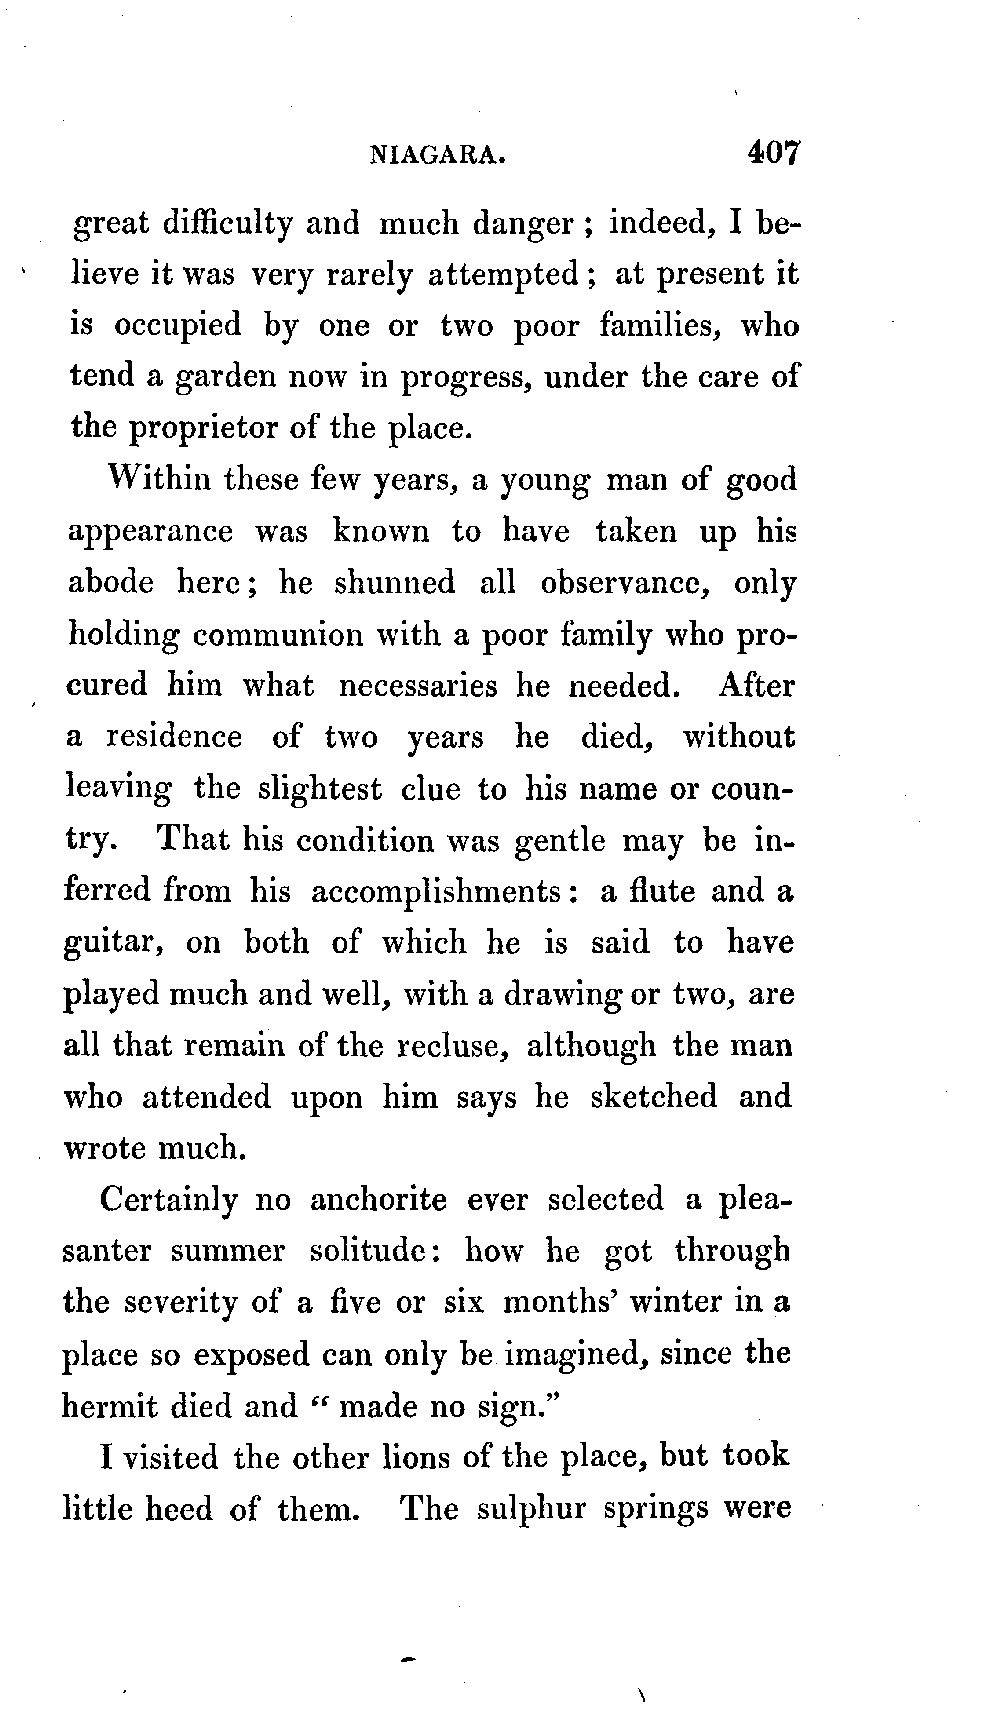 NIAGARA. 407
great difficulty and much danger ; indeed, I be-
lieve it was very rarely attempted ; at present it
is occupied by one or two poor families, who
tend a garden now in progress, under the care of
the proprietor of the place.
Within these few years, a young man of good
appearance was known to have taken up his
abode here ; he shunned all observance, only
holding communion with a poor family who pro-
cured him what necessaries he needed. After
a residence of two years he died, without
leaving the slightest clue to his name or coun-
try. That his condition was gentle may be in-
ferred from his accomplishments : a flute and a
guitar, on both of which he is said to have
played much and well, with a drawing or two, are
all that remain of the recluse, although the man
who attended upon him says he sketched and
wrote much.
Certainly no anchorite ever selected a plea-
santer summer solitude : how he got through
the severity of a five or six months’ winter in a
place so exposed can only be imagined, since the
hermit died and “ made no sign.”
I visited the other lions of the place, but took
little heed of them. The sulphur springs were